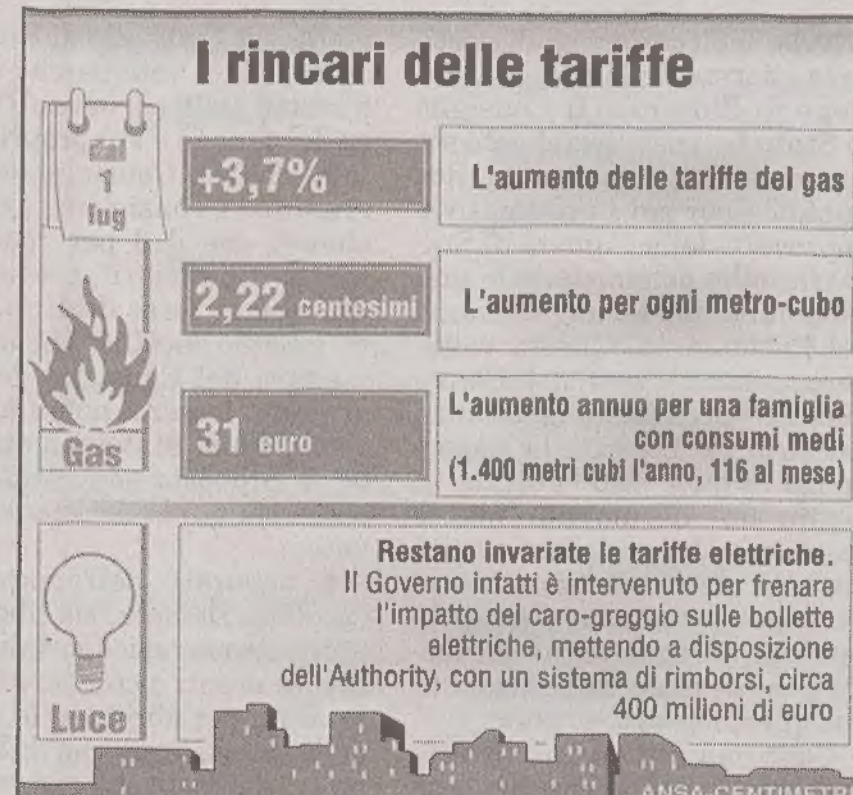 I rincari delle tariffe
dal
1
lug
+3,7%
L'aumento delle tariffe del gas
2,22 centesimi
L'aumento per ogni metro-cubo
Gas
31 euro
L'aumento annuo per una famiglia
con consumi medi
(1.400 metri cubi l'anno, 116 al mese)
Luce
Restano invariate le tariffe elettriche.
Il Governo infatti è intervenuto per frenare
l'impatto del caro-greggio sulle bollette
elettriche, mettendo a disposizione
dell'Authority, con un sistema di rimborsi, circa
400 milioni di euro
ANSA-CENTIMETRI